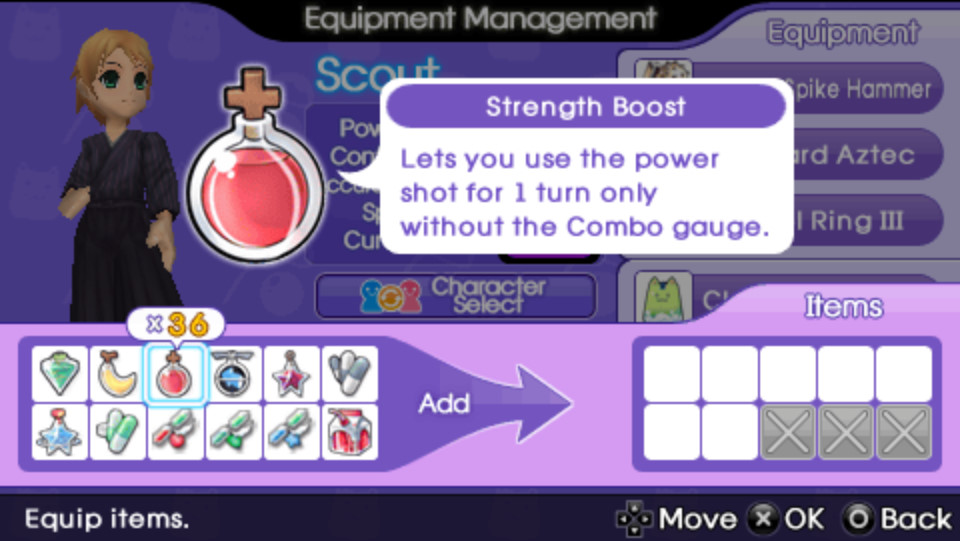 Equipment Management
Equipment
Scout
Spike Hammer
Strength Boost
Lets you use the power
shot for 1 turn only
without the Combo gauge.
Aztec
Ring III
Character
Select
Items
×36
Add
Equip items.
Move
OK
Back